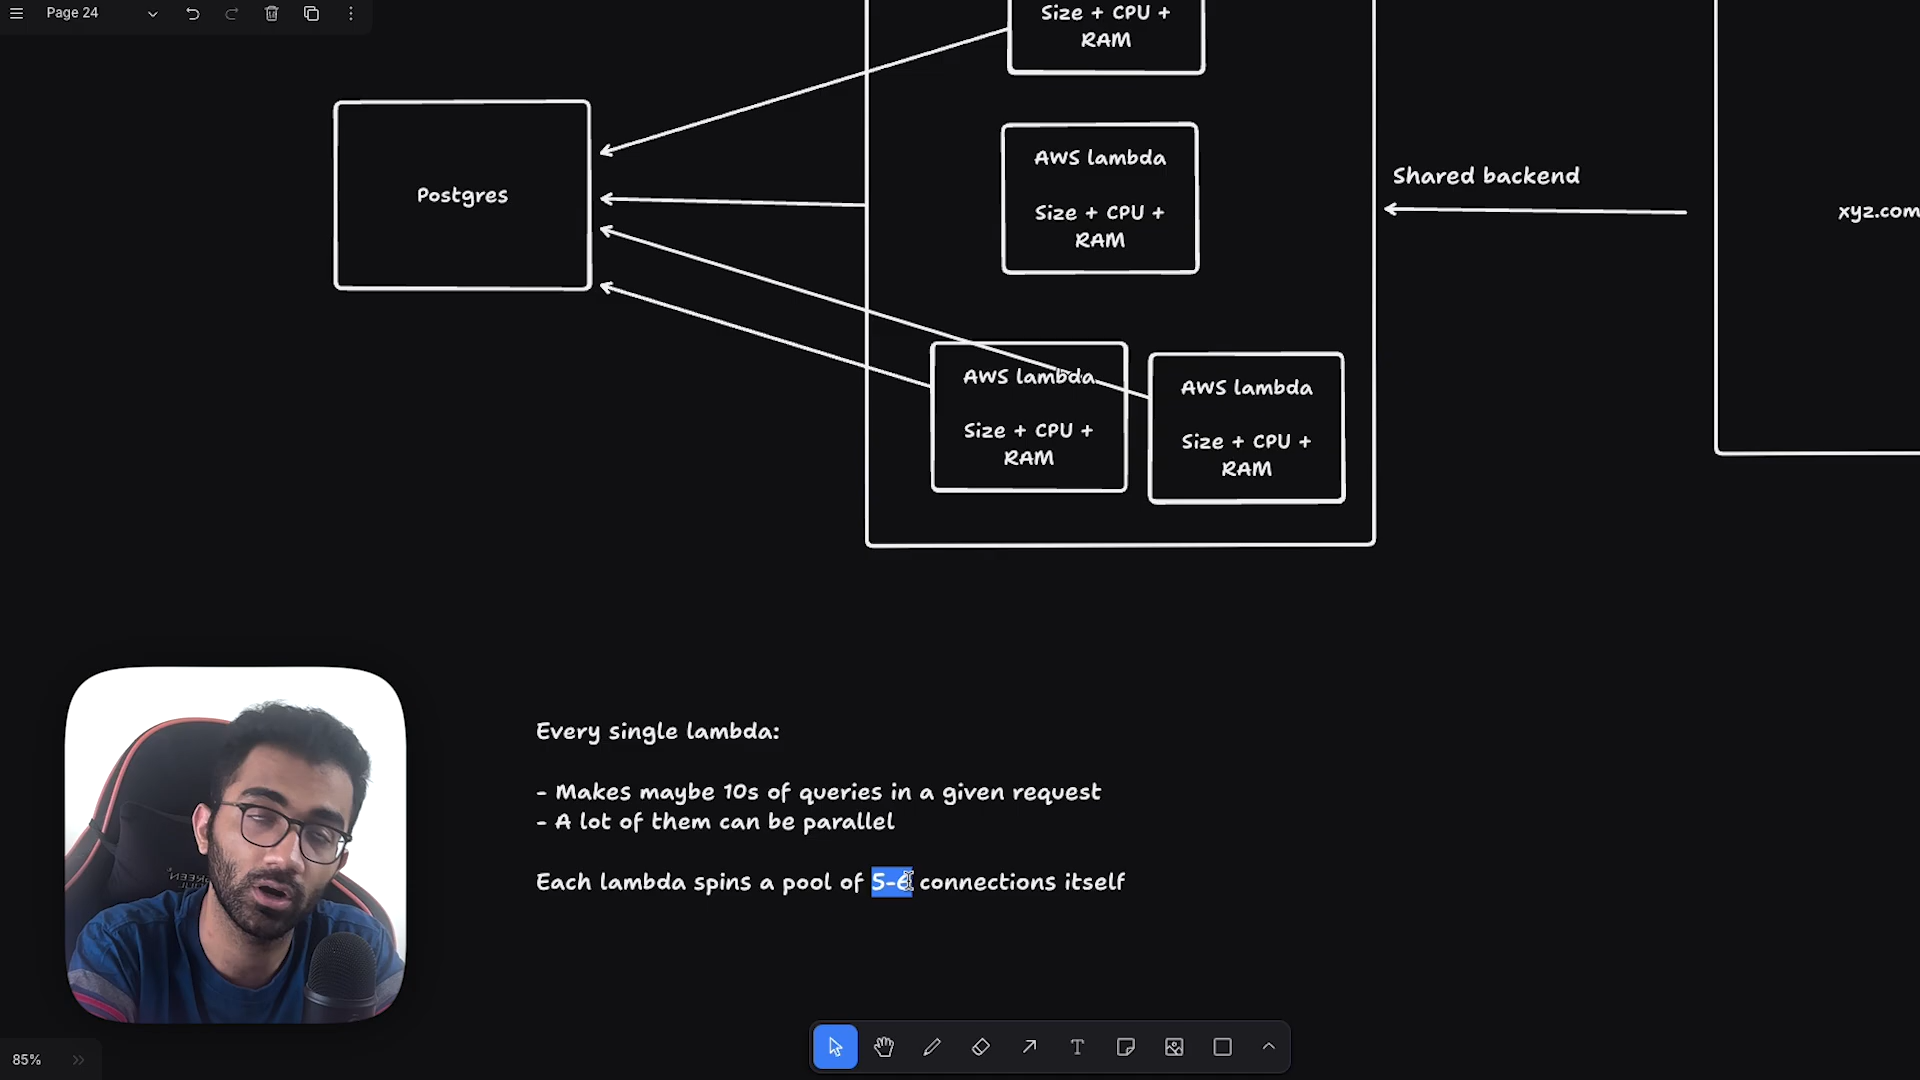 Page 24
Size + CPU +
RAM
Postgres
AWS lambda
Size + CPU +
RAM
Shared backend
xyz.com
AWS lambda
Size + CPU +
RAM
AWS lambda
Size + CPU +
RAM
Every single lambda:
- Makes maybe 10s of queries in a given request
- A lot of them can be parallel
Each lambda spins a pool of 5-6 connections itself
85%